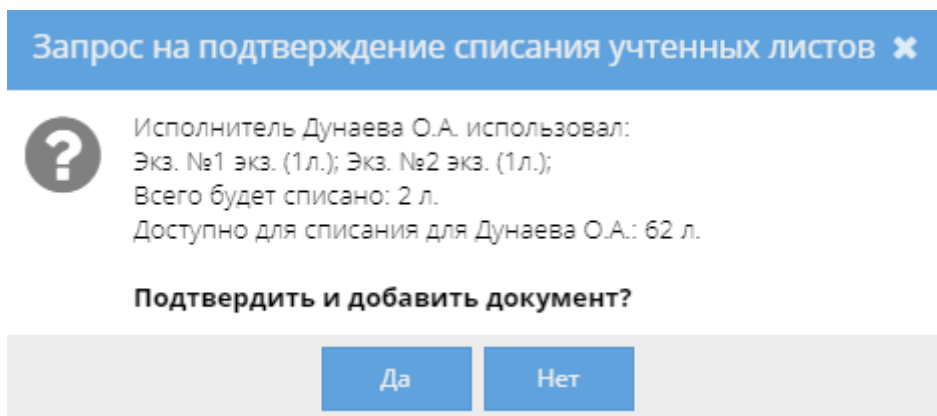 Запрос на подтверждение списания учтенных листов
Исполнитель Дунаева О.А. использовал:
Экз. №1 экз. (1л.); Экз. №2 экз. (1л.);
Всего будет списано: 2 л.
Доступно для списания для Дунаева О.А.: 62 л.
Подтвердить и добавить документ?
Да Нет